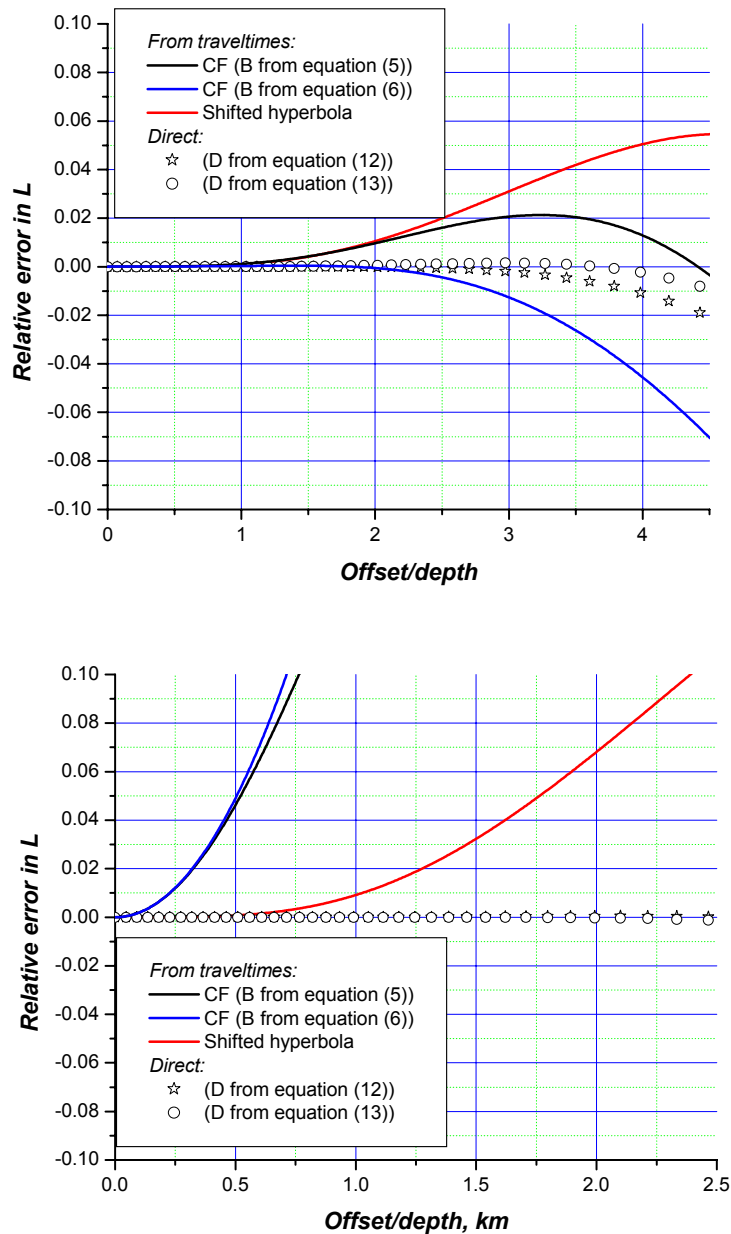 0.10
0.08
0.06
0.04
0.02
0.00
-0.02
-0.04
-0.06
-0.08
-0.10
Relative error in L
From traveltimes:
CF (B from equation (5))
CF (B from equation (6))
Shifted hyperbola
Direct:
(D from equation (12))
(D from equation (13))
0 1 2 3 4
Offset/depth
0.10
0.08
0.06
0.04
0.02
0.00
-0.02
-0.04
-0.06
-0.08
-0.10
Relative error in L
From traveltimes:
CF (B from equation (5))
CF (B from equation (6))
Shifted hyperbola
Direct:
(D from equation (12))
(D from equation (13))
0.0 0.5 1.0 1.5 2.0 2.5
Offset/depth, km